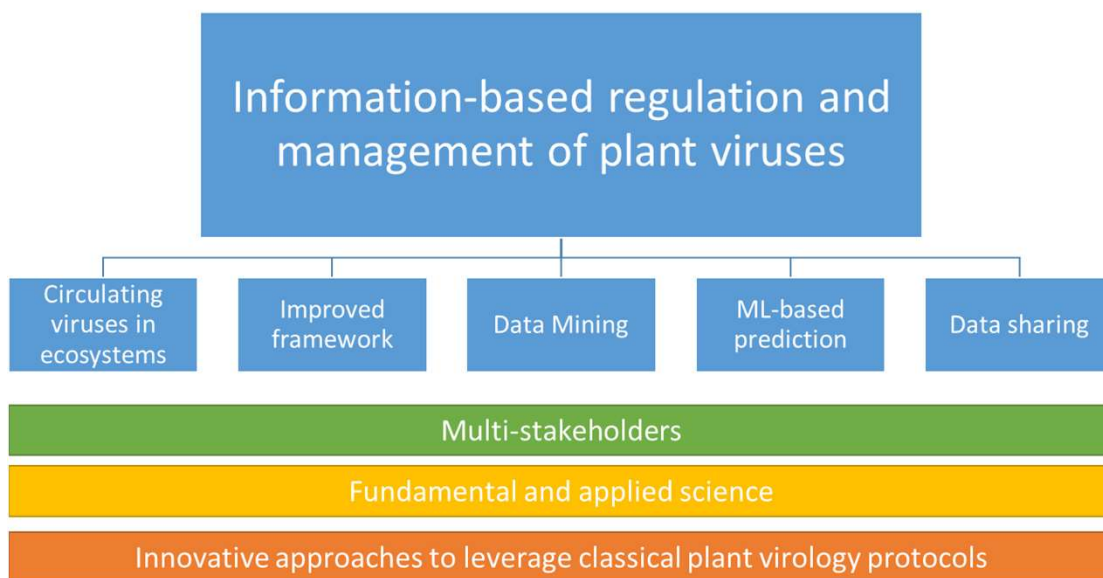 Information-based regulation and
management of plant viruses
Circulating
viruses in
ecosystems
Improved
framework
Data Mining
ML-based
prediction
Data sharing
Multi-stakeholders
Fundamental and applied science
Innovative approaches to leverage classical plant virology protocols